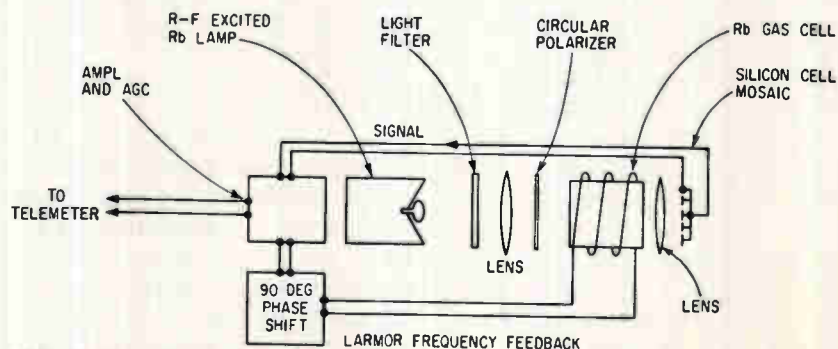 R-F EXCITED
Rb LAMP
LIGHT
FILTER
CIRCULAR
POLARIZER
Rb GAS CELL
AMPL
AND AGC
SILICON CELL
MOSAIC
SIGNAL
TO
TELEMETER
LENS
90 DEG
PHASE
SHIFT
LENS
LARMOR FREQUENCY FEEDBACK